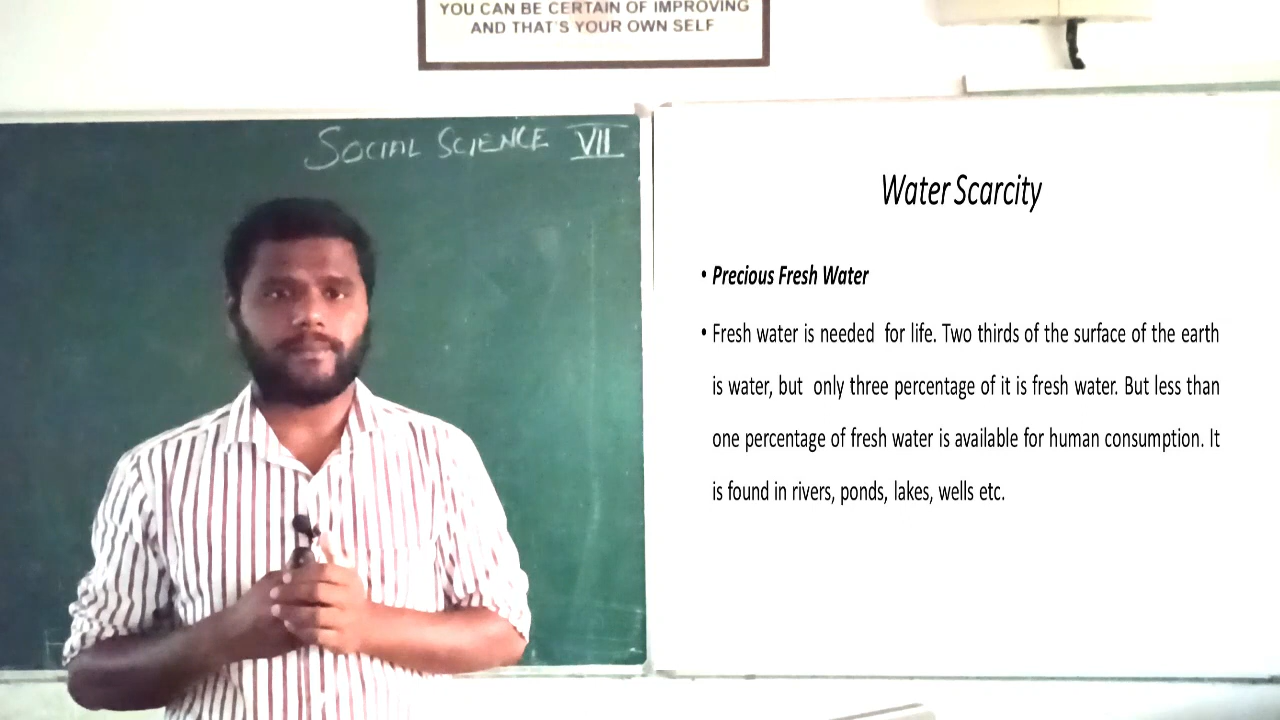 YOU CAN BE CERTAIN OF IMPROVING
AND THAT'S YOUR OWN SELF
SOCIAL SCIENCE VII
Water Scarcity
• Precious Fresh Water
• Fresh water is needed for life. Two thirds of the surface of the earth
is water, but only three percentage of it is fresh water. But less than
one percentage of fresh water is available for human consumption. It
is found in rivers, ponds, lakes, wells etc.